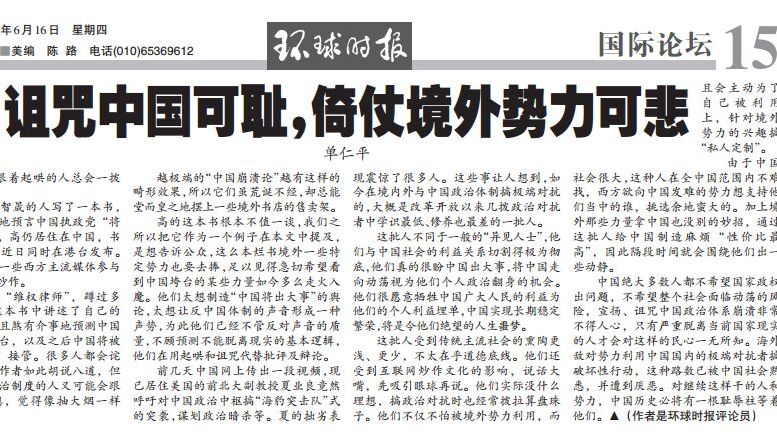 年6月16日 星期四
■美编 陈 路 电话(010)65369612
环球时报
国际论坛 15
诅咒中国可耻，倚仗境外势力可悲
单仁平
跟着起哄的人总会一拨
智晟的人写了一本书，
地预言中国执政党“将
，高仍居住在中国，书
近日同时在港台发布。
一些西方主流媒体参与
炒作。
“维权律师”，蹲过多
本书中讲述了自己的
且煞有介事地预测中国
台，以及之后中国将被
接管。很多人都会说
作者如此胡说八道，但
治制度的人又可能会跟
，觉得像抽大烟一样
越极端的“中国崩溃论”越有这样的
畸形效果，所以它们虽荒诞不经，却总能
堂而皇之地摆上一些境外书店的售卖架。
高的这本书根本不值一谈，我们之
所以把它作为一个例子在本文中提及，
是想告诉公众，这么本烂书境外一些特
定势力也要去捧，足以见得急切希望看
到中国垮台的某些力量如今多么走火入
魔。他们太想制造“中国将出大事”的舆
论，太想让反中国体制的声音形成一种
声势，为此他们已经不管反对声音的质
量，不顾预测不能脱离现实的基本逻辑，
他们在用起哄和诅咒代替批评及辩论。
前几天中国网上传出一段视频，现
已居住美国的前北大副教授夏业良竟然
呼吁对中国政治中枢搞“海豹突击队”式
的突袭，谋划政治暗杀等。夏的拙劣表
现震惊了很多人。这些事让人想到，如
今在境内外与中国政治体制搞极端对抗
的，大概是改革开放以来几拨政治对抗
者中学识最低、修养也最差的一批人。
这批人不同于一般的“异见人士”，他
们与中国社会的利益关系切割得极为彻
底，他们真的很盼中国出大事，将中国走
向动荡视为他们个人政治翻身的机会。
他们很愿意牺牲中国广大人民的利益为
他们的个人利益埋单，中国实现长期稳定
繁荣，将是令他们绝望的人生噩梦。
这批人受到传统主流社会的熏陶更
浅、更少，不太在乎道德底线。他们还受
到互联网炒作文化的影响，说话大
嘴，先吸引眼球再说。他们实际没什么
理想，搞政治对抗时也经常拨拉算盘珠
子。他们不仅不怕被境外势力利用，而
且会主动为了
自己被利用
上，针对境外
势力的兴趣搞
“私人定制”。
由于中国
社会很大，这种人在全中国范围内不难
找，西方欲向中国发难的势力想支持他
们当中的谁，挑选余地蛮大的。加上境
外那些力量拿中国也没别的妙招，通过
这批人给中国制造麻烦“性价比最
高”，因此隔段时间就会围绕他们出一
些动静。
中国绝大多数人都不希望国家政权
出问题，不希望整个社会面临动荡的风
险，宣扬、诅咒中国政治体系崩溃非常
不得人心，只有严重脱离当前国家现实
的人才会对这样的民心一无所知。海外
敌对势力利用中国国内的极端对抗者搞
破坏性行动，这种路数已被中国社会熟
悉，并遭到厌恶。对继续这样干的人和
势力，中国历史必将有一根耻辱柱等着
他们。▲（作者是环球时报评论员）